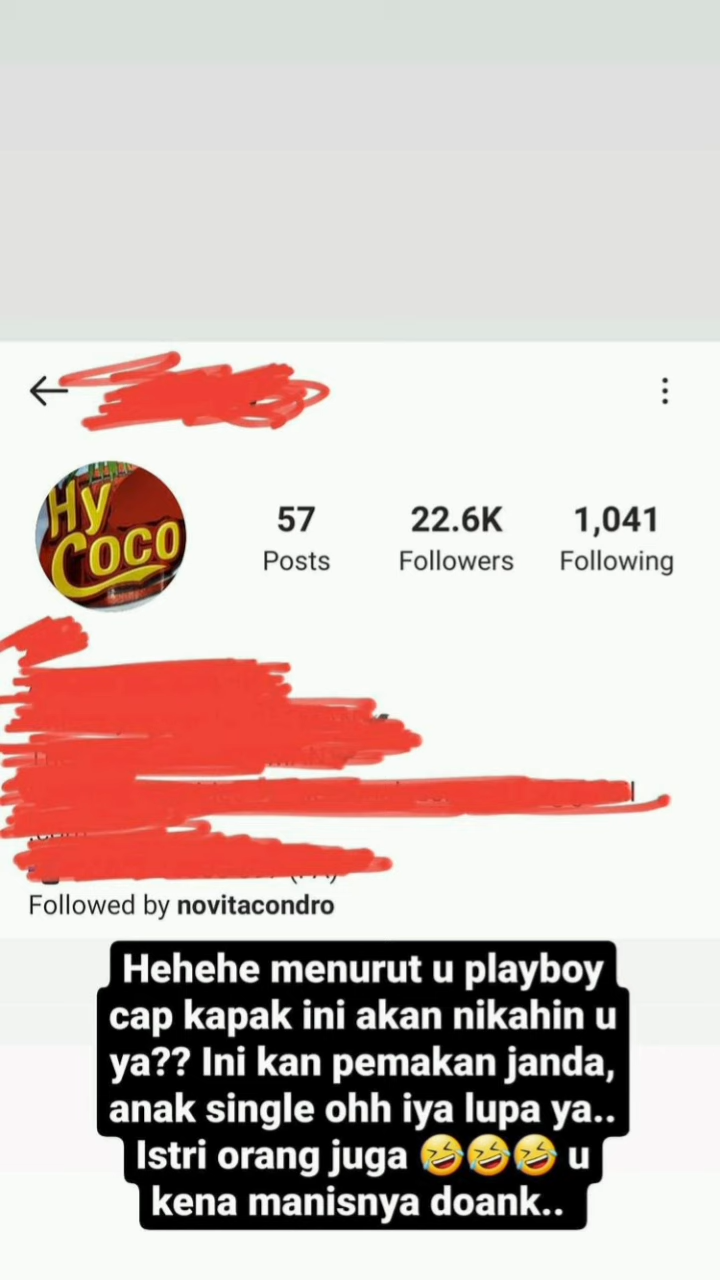 Hy
Coco
57
22.6K
1,041
Posts
Followers
Following
Followed by novitacondro
Hehehe menurut u playboy
cap kapak ini akan nikahin u
ya?? Ini kan pemakan janda,
anak single ohh iya lupa ya..
Istri orang juga 🤣🤣🤣 u
kena manisnya doank..